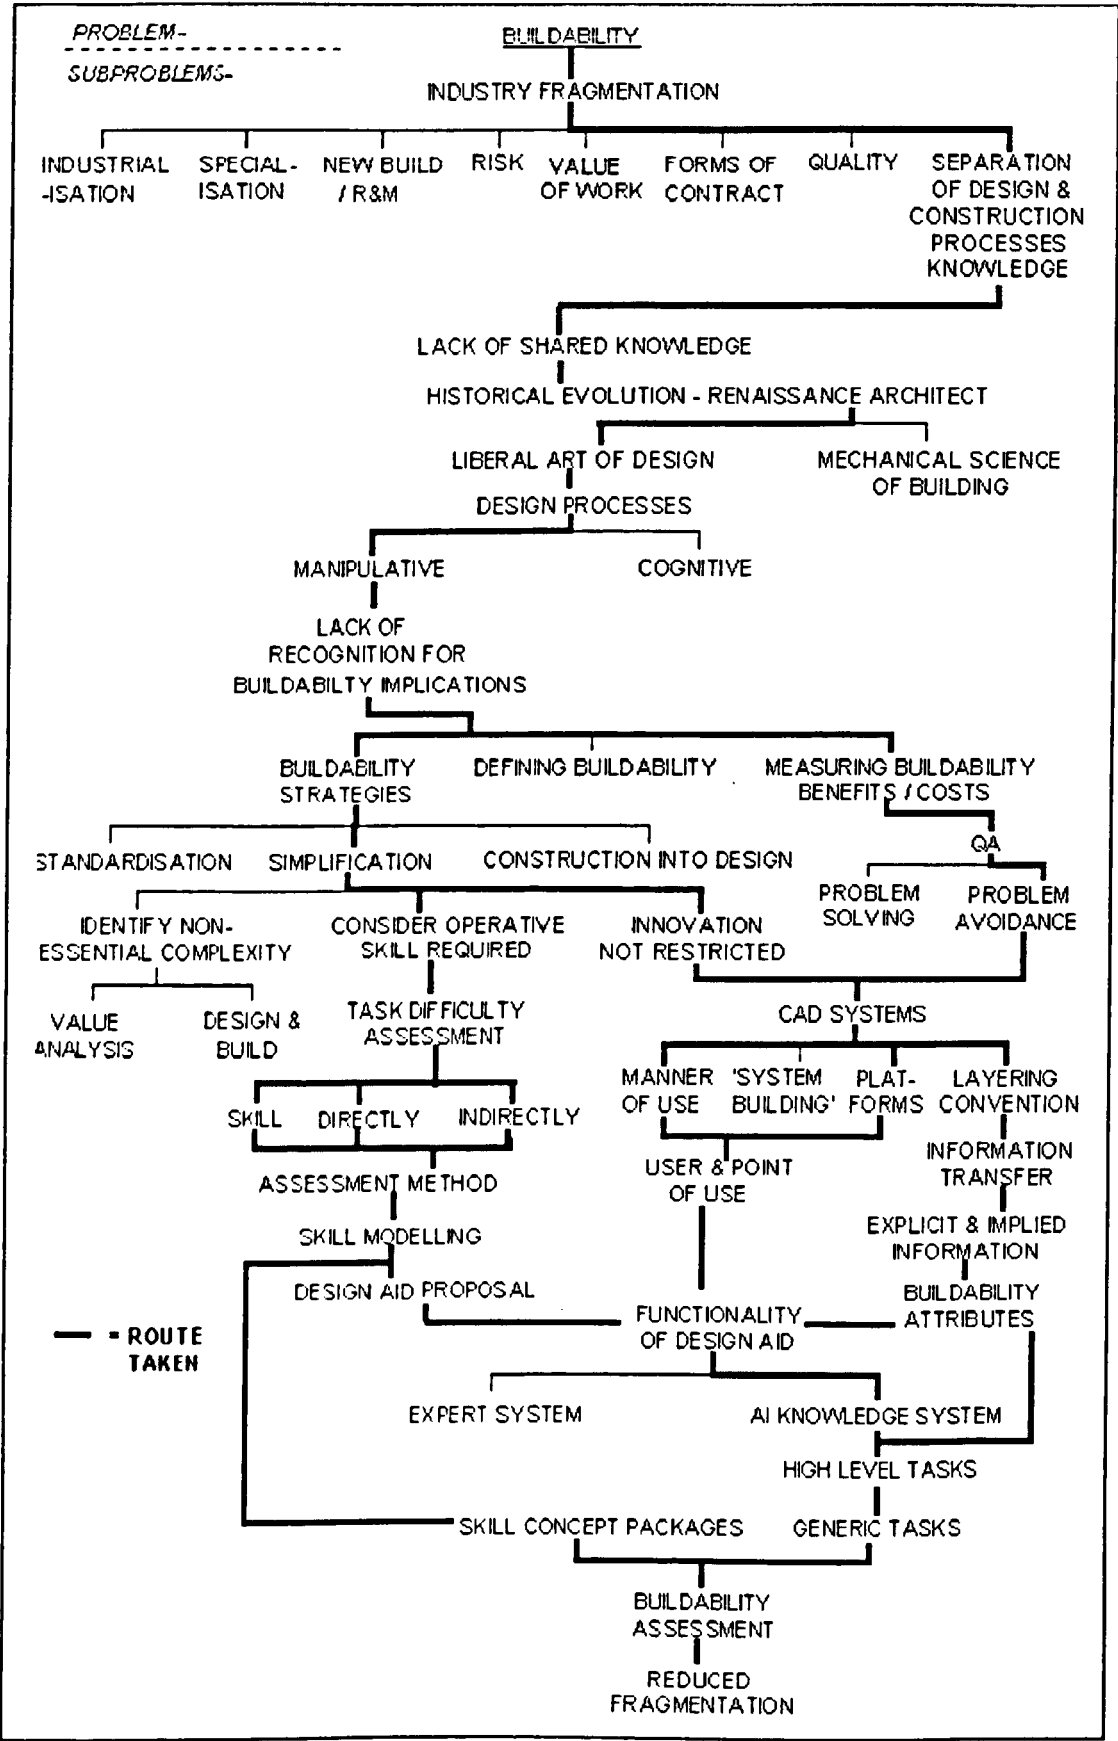 PROBLEM-
BUILDABILITY
SUBPROBLEMS-
INDUSTRY FRAGMENTATION
INDUSTRIAL
-ISATION
SPECIAL-
ISATION
NEW BUILD
/ R&M
RISK
VALUE
OF WORK
FORMS OF
CONTRACT
QUALITY
SEPARATION
OF DESIGN &
CONSTRUCTION
PROCESSES
KNOWLEDGE
LACK OF SHARED KNOWLEDGE
HISTORICAL EVOLUTION - RENAISSANCE ARCHITECT
LIBERAL ART OF DESIGN
MECHANICAL SCIENCE
OF BUILDING
DESIGN PROCESSES
MANIPULATIVE
COGNITIVE
LACK OF
RECOGNITION FOR
BUILDABILTY IMPLICATIONS
BUILDABILITY
STRATEGIES
DEFINING BUILDABILITY
MEASURING BUILDABILITY
BENEFITS / COSTS
STANDARDISATION
SIMPLIFICATION
CONSTRUCTION INTO DESIGN
QA
PROBLEM
SOLVING
PROBLEM
AVOIDANCE
IDENTIFY NON-
ESSENTIAL COMPLEXITY
CONSIDER OPERATIVE
SKILL REQUIRED
INNOVATION
NOT RESTRICTED
VALUE
ANALYSIS
DESIGN &
BUILD
TASK DIFFICULTY
ASSESSMENT
CAD SYSTEMS
SKILL
DIRECTLY
INDIRECTLY
MANNER
OF USE
'SYSTEM
BUILDING'
PLAT-
FORMS
LAYERING
CONVENTION
ASSESSMENT METHOD
USER & POINT
OF USE
INFORMATION
TRANSFER
SKILL MODELLING
EXPLICIT & IMPLIED
INFORMATION
DESIGN AID PROPOSAL
BUILDABILITY
ATTRIBUTES
FUNCTIONALITY
OF DESIGN AID
= ROUTE
TAKEN
EXPERT SYSTEM
AI KNOWLEDGE SYSTEM
HIGH LEVEL TASKS
SKILL CONCEPT PACKAGES
GENERIC TASKS
BUILDABILITY
ASSESSMENT
REDUCED
FRAGMENTATION